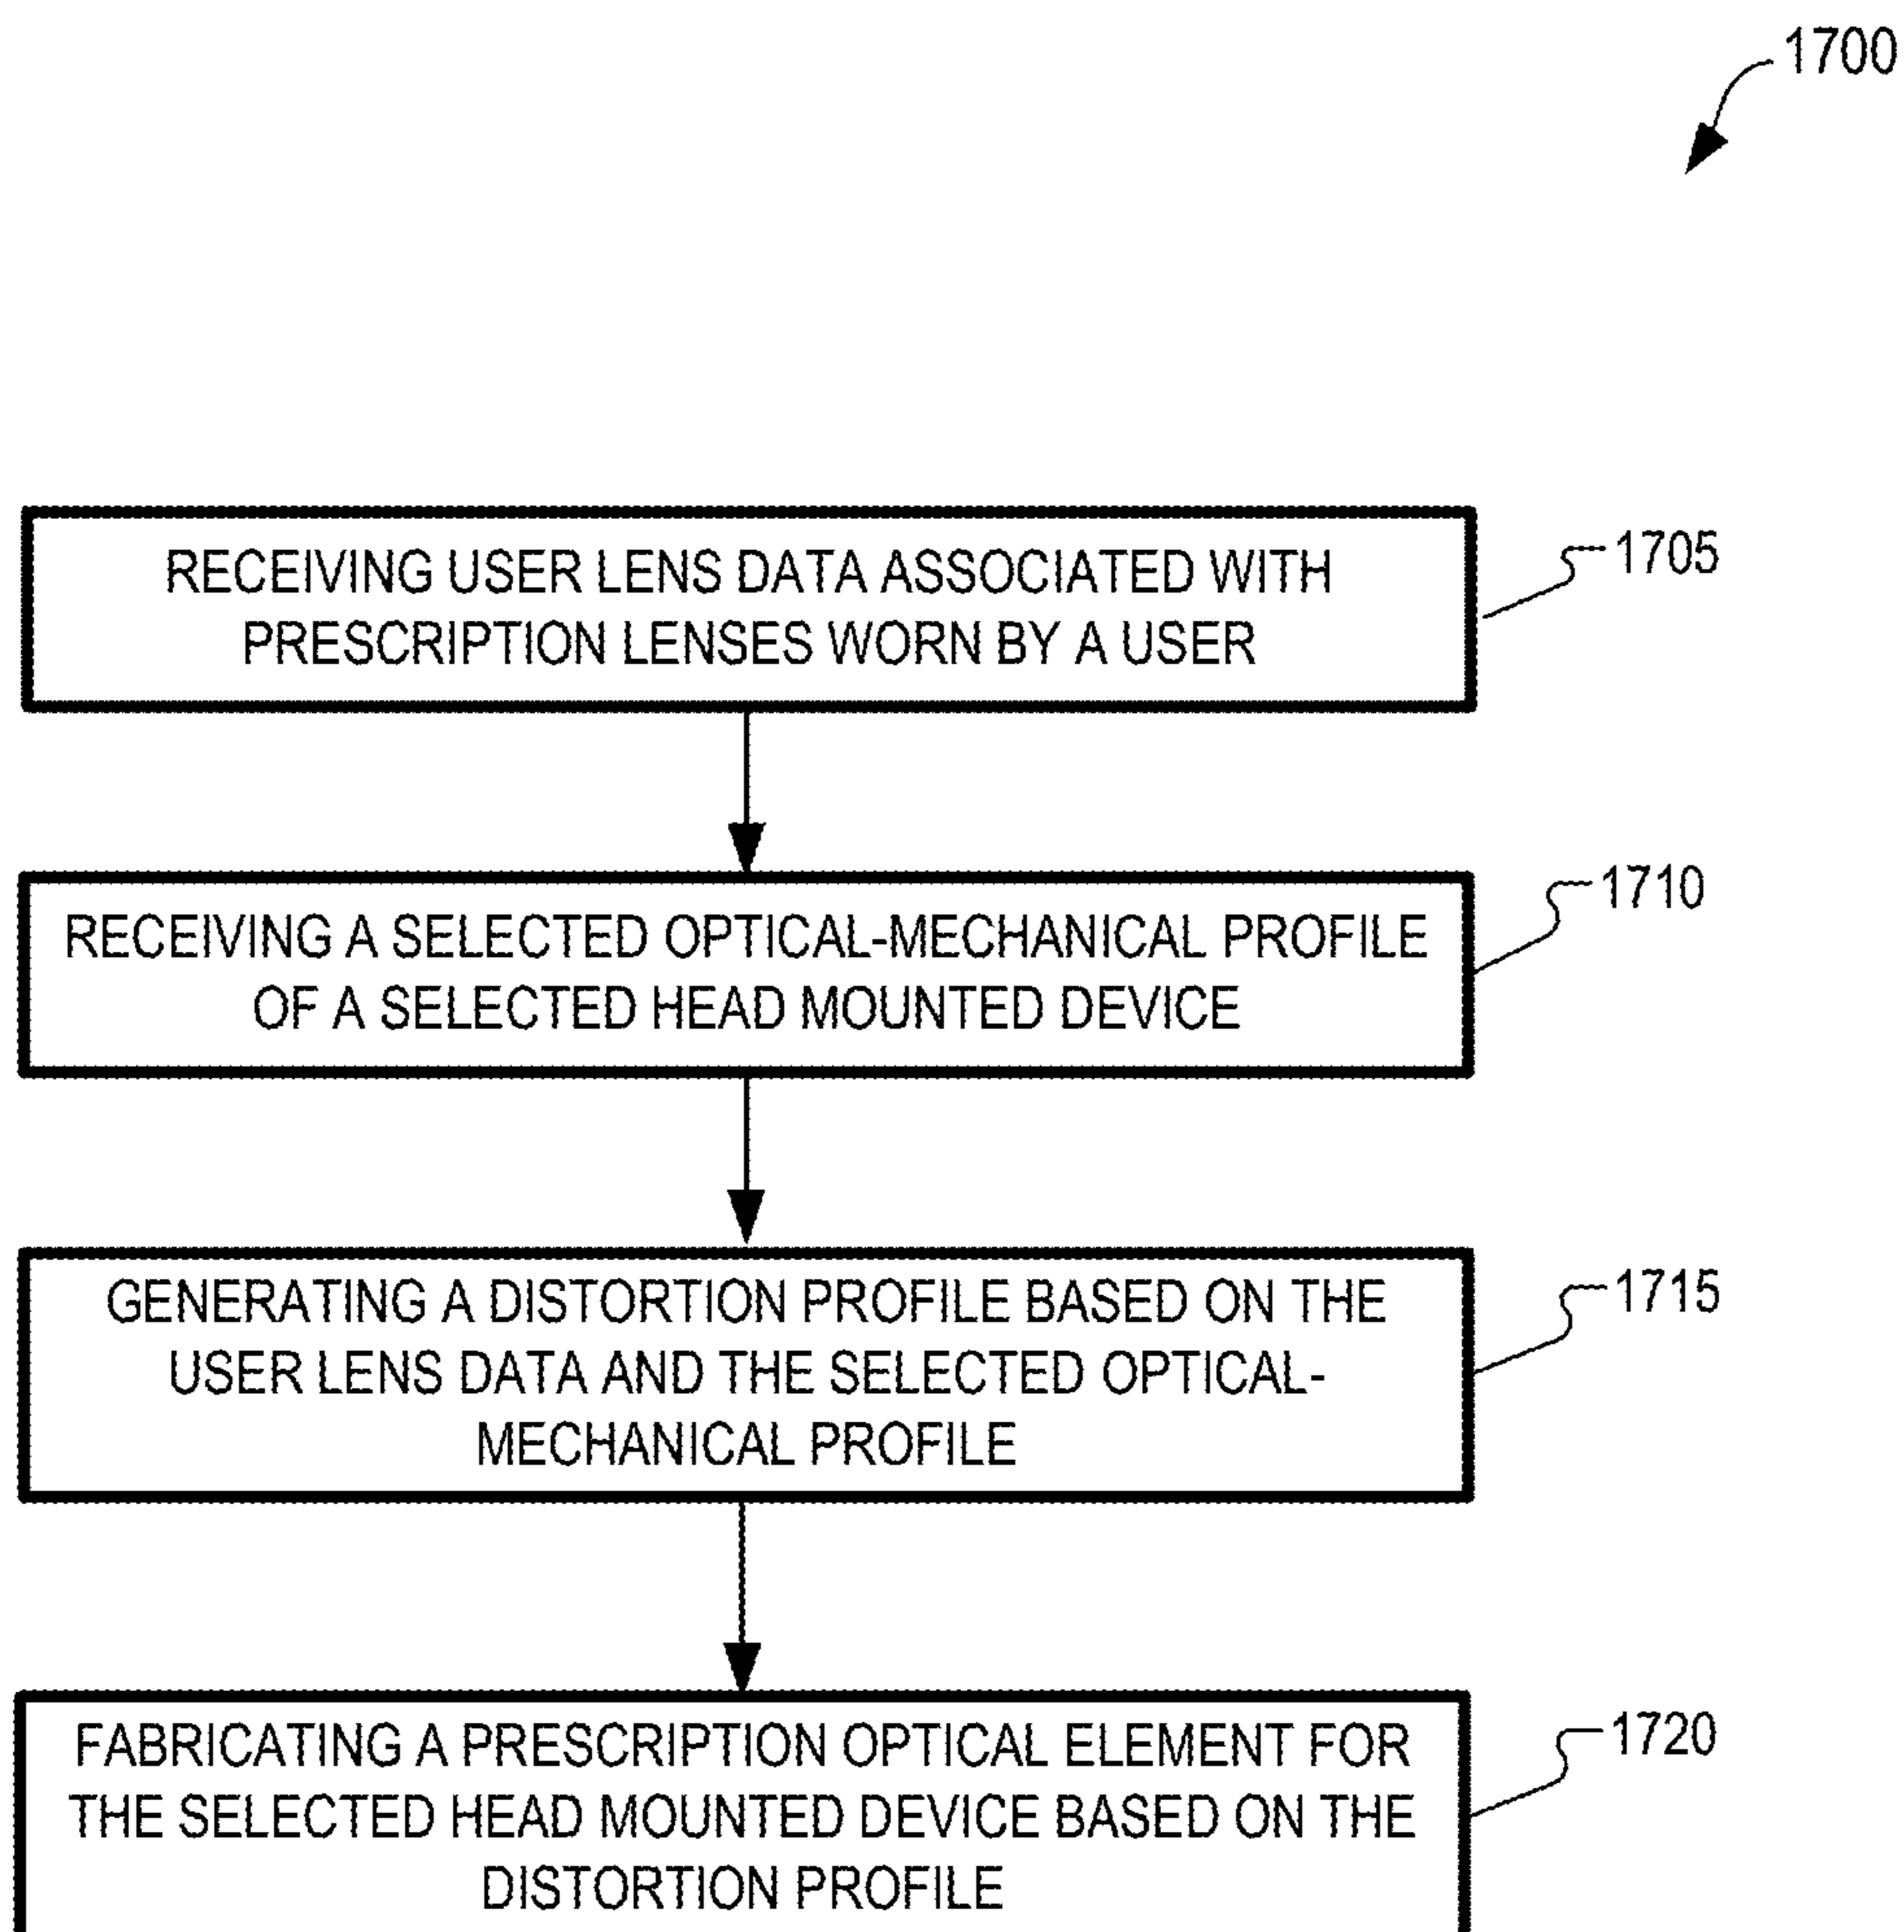 1700
RECEIVING USER LENS DATA ASSOCIATED WITH
PRESCRIPTION LENSES WORN BY A USER
1705
RECEIVING A SELECTED OPTICAL-MECHANICAL PROFILE
OF A SELECTED HEAD MOUNTED DEVICE
1710
GENERATING A DISTORTION PROFILE BASED ON THE
USER LENS DATA AND THE SELECTED OPTICAL-
MECHANICAL PROFILE
1715
FABRICATING A PRESCRIPTION OPTICAL ELEMENT FOR
THE SELECTED HEAD MOUNTED DEVICE BASED ON THE
DISTORTION PROFILE
1720